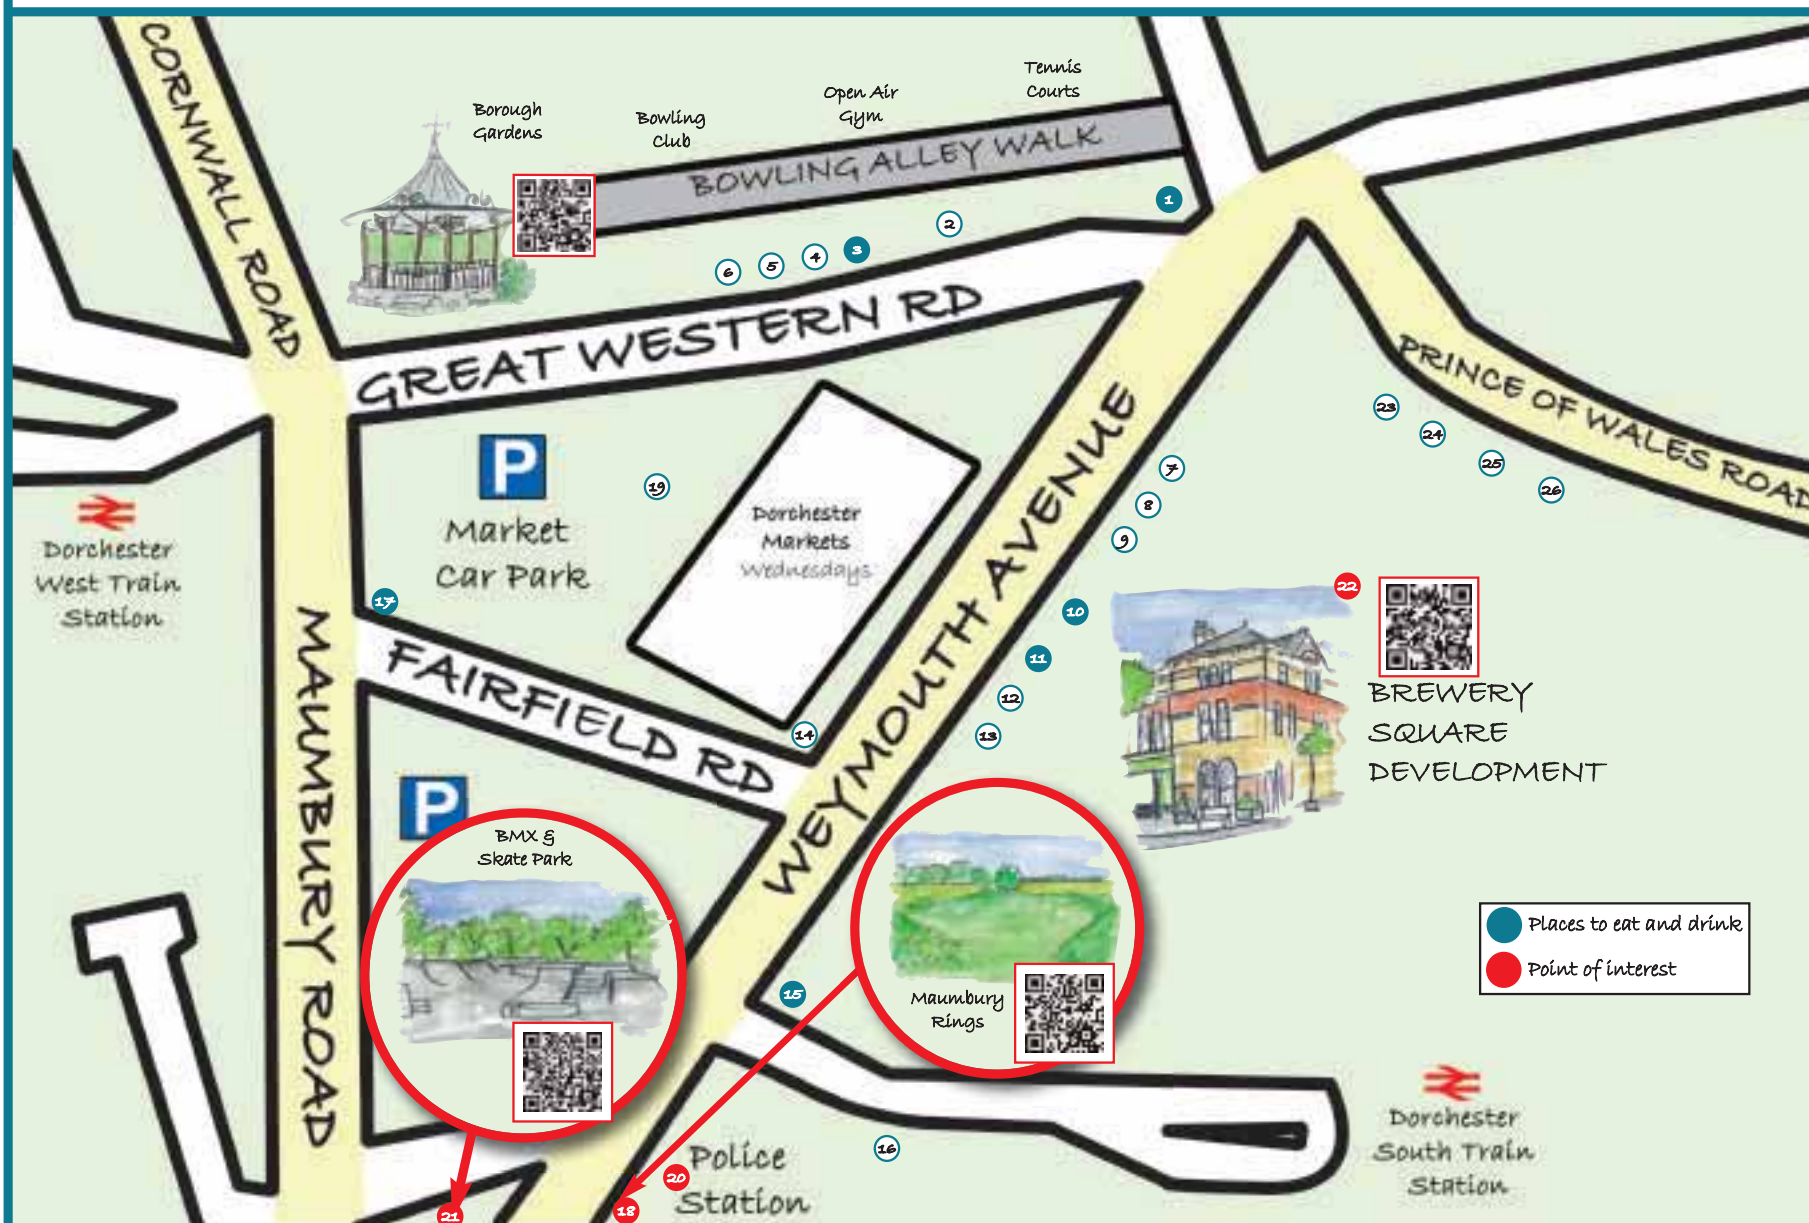 CORNWALL ROAD
Borough
Gardens
Bowling
Club
Open Air
Gym
Tennis
Courts
BOWLING ALLEY WALK
1
2
3
4
5
6
GREAT WESTERN RD
PRINCE OF WALES ROAD
23
24
25
26
P
Market
Car Park
19
Dorchester
Markets
Wednesdays
WEYMOUTH AVENUE
7
8
9
10
11
12
13
14
Dorchester
West Train
Station
17
FAIRFIELD RD
MAUMBURY ROAD
22
BREWERY
SQUARE
DEVELOPMENT
P
BMX &
Skate Park
Maumbury
Rings
15
Places to eat and drink
Point of interest
16
Dorchester
South Train
Station
Police
Station
20
18
21